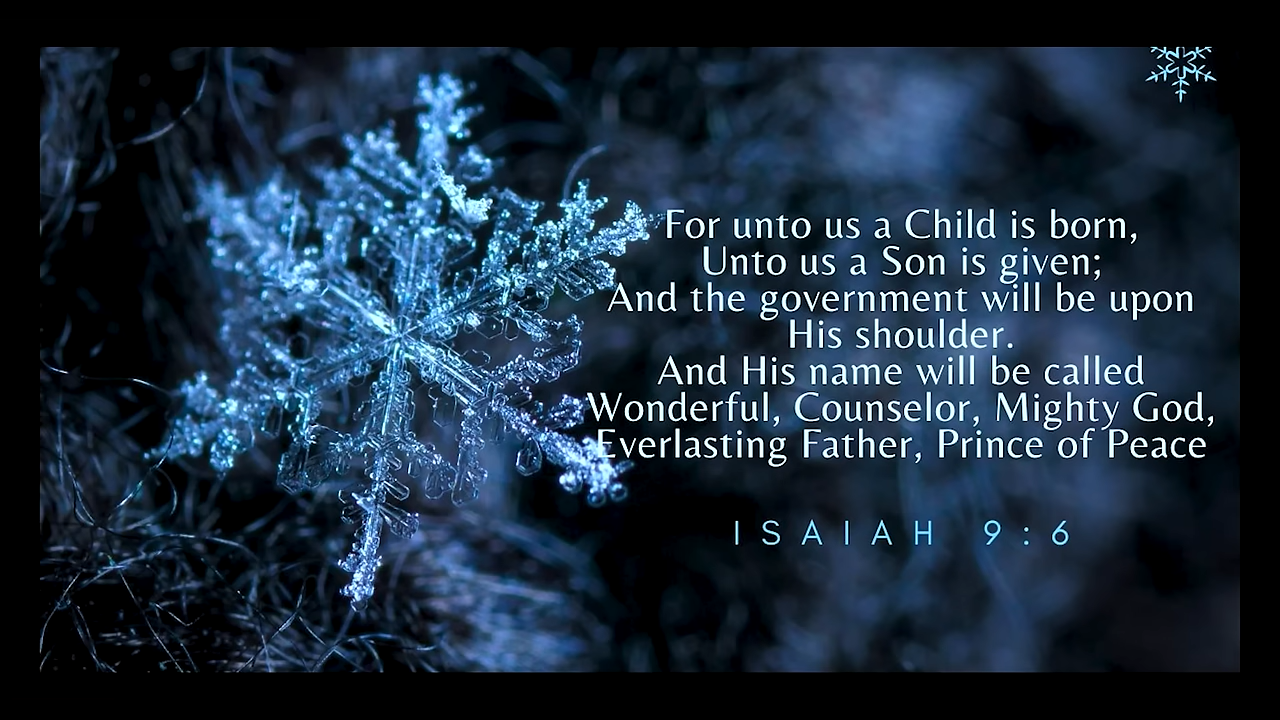 For unto us a Child is born,
Unto us a Son is given;
And the government will be upon
His shoulder.
And His name will be called
Wonderful, Counselor, Mighty God,
Everlasting Father, Prince of Peace
ISAIAH 9:6